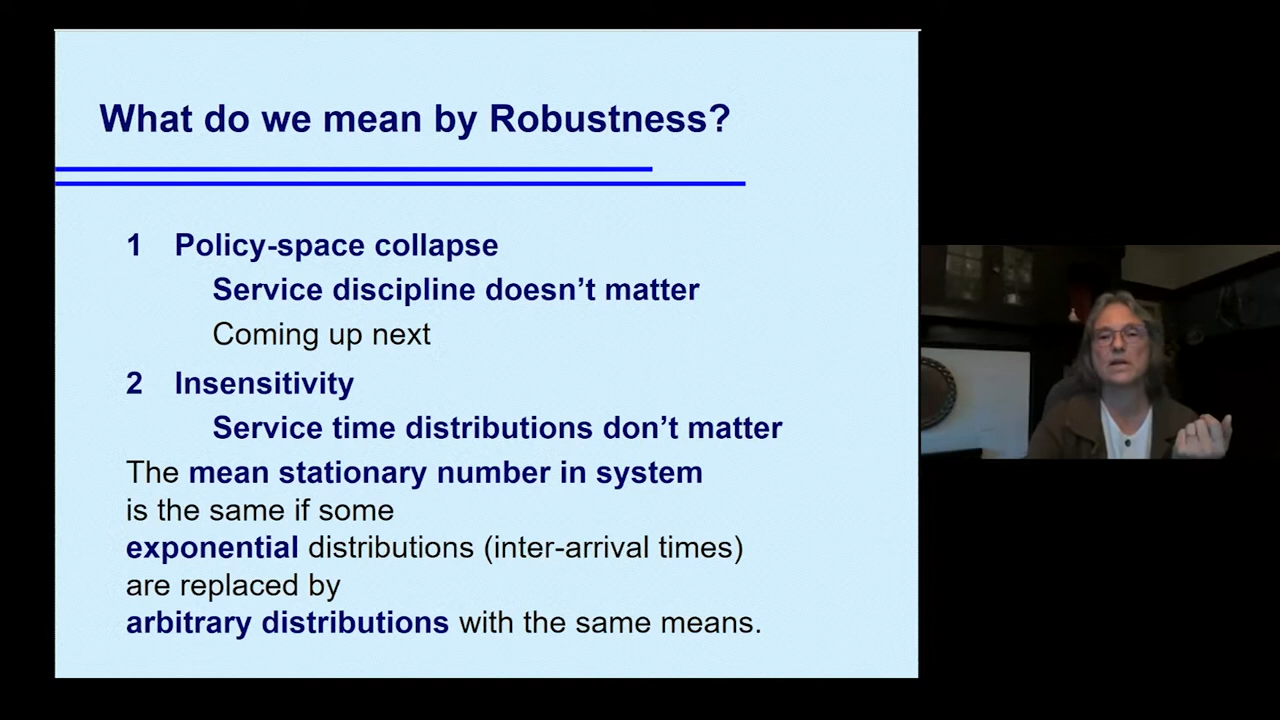 What do we mean by Robustness?
1 Policy-space collapse
Service discipline doesn’t matter
Coming up next
2 Insensitivity
Service time distributions don’t matter
The mean stationary number in system
is the same if some
exponential distributions (inter-arrival times)
are replaced by
arbitrary distributions with the same means.